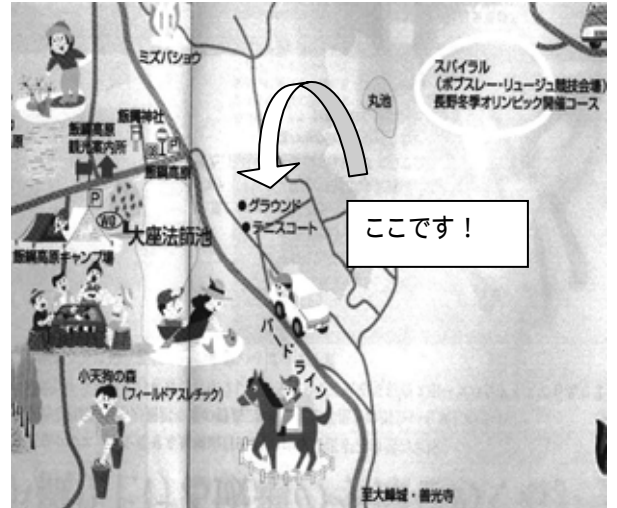 ミズバショウ
スパイラル
(ボブスレー・リュージュ競技会場)
長野冬季オリンピック開催コース
丸池
飯縄神社
飯綱高原
観光案内所
原
飯綱高原
P
P
グラウンド
テニスコート
ここです！
WC
大座法師池
飯綱高原キャンプ場
バードライン
小天狗の森
(フィールドアスレチック)
至大峰城・善光寺